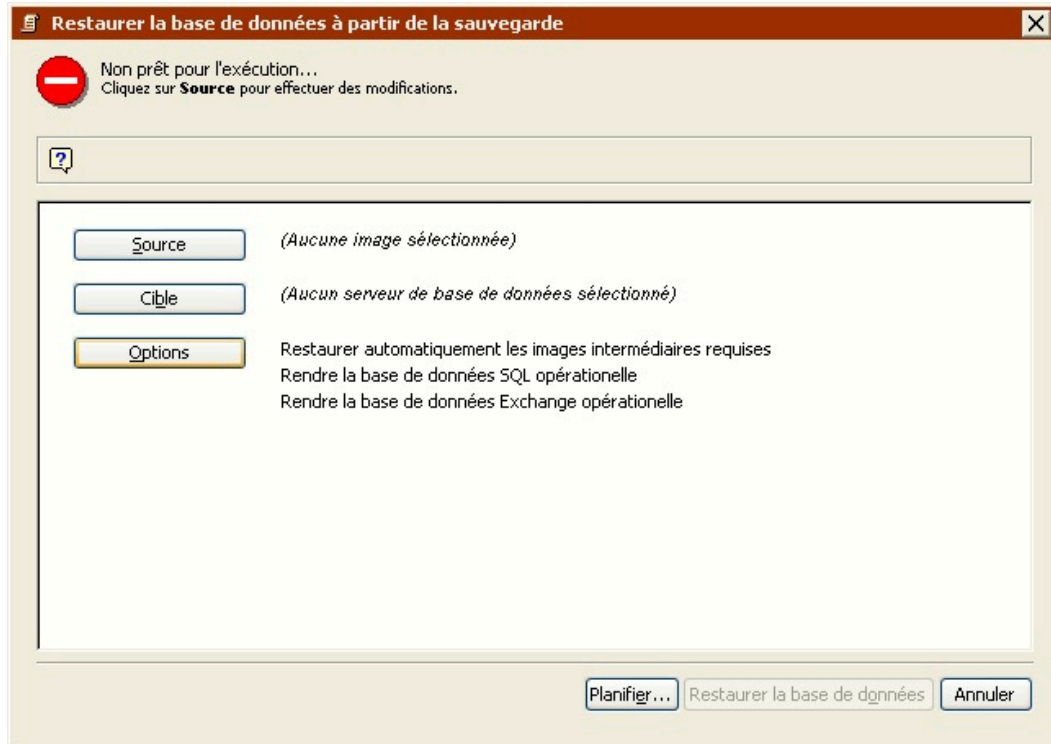 Restaurer la base de données à partir de la sauvegarde
Non prêt pour l'exécution...
Cliquez sur Source pour effectuer des modifications.
Source (Aucune image sélectionnée)
Cible (Aucun serveur de base de données sélectionné)
Options Restaurer automatiquement les images intermédiaires requises
Rendre la base de données SQL opérationelle
Rendre la base de données Exchange opérationelle
Planifier... Restaurer la base de données Annuler